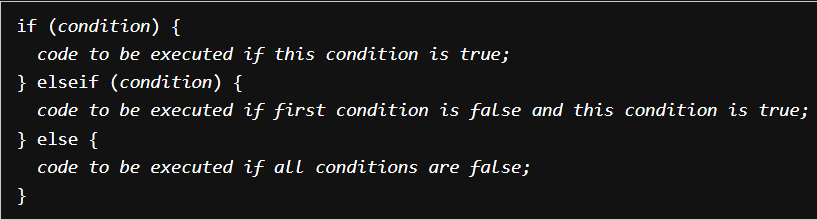 if (condition) {
  code to be executed if this condition is true;
} elseif (condition) {
  code to be executed if first condition is false and this condition is true;
} else {
  code to be executed if all conditions are false;
}